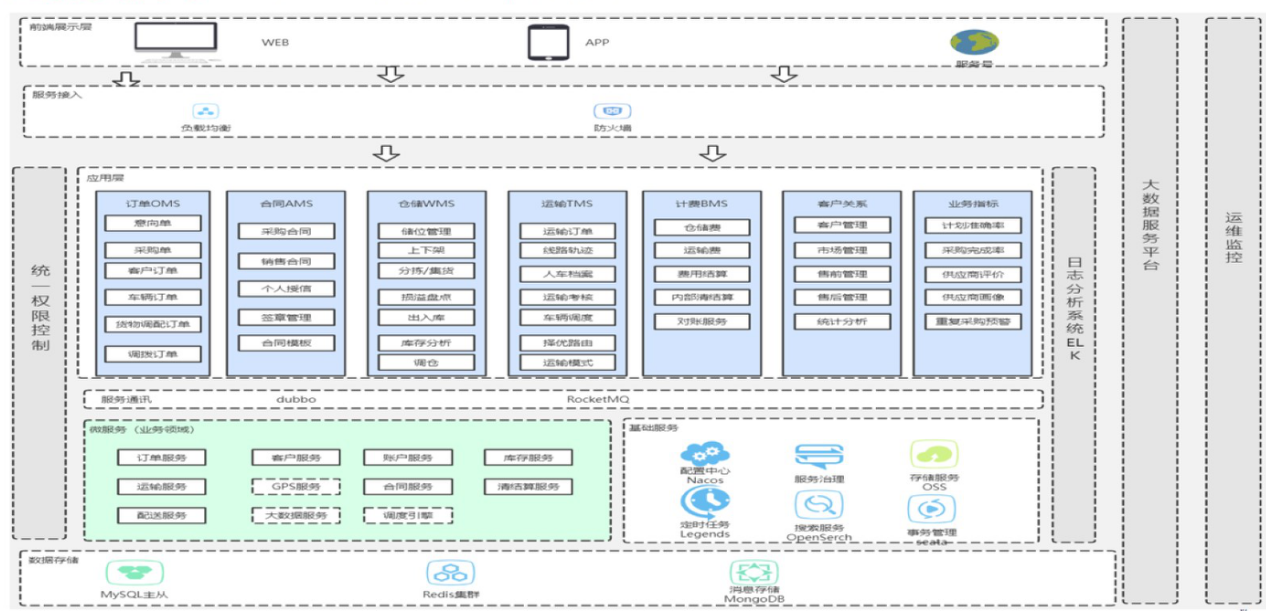 前端展示层
WEB
APP
服务号
服务接入
负载均衡
防火墙
统一权限控制
应用层
订单OMS
意向单
采购单
客户订单
车辆订单
货物调配订单
调拨订单
合同AMS
采购合同
销售合同
个人授信
签章管理
合同模板
仓储WMS
储位管理
上下架
分拣/集货
损溢盘点
出入库
库存分析
调仓
运输TMS
运输订单
线路轨迹
人车档案
运输考核
车辆调度
择优路由
运输模式
计费BMS
仓储费
运输费
费用结算
内部清结算
对账服务
客户关系
客户管理
市场管理
售前管理
售后管理
统计分析
业务指标
计划准确率
采购完成率
供应商评价
供应商画像
重复采购预警
日志分析系统ELK
大数据服务平台
运维监控
服务通讯
dubbo
RocketMQ
微服务（业务领域）
订单服务
客户服务
账户服务
库存服务
运输服务
GPS服务
合同服务
清结算服务
配送服务
大数据服务
调度引擎
基础服务
配置中心
Nacos
服务治理
存储服务
OSS
定时任务
Legends
搜索服务
OpenSerch
事务管理
seata
数据存储
MySQL主从
Redis集群
消息存储
MongoDB